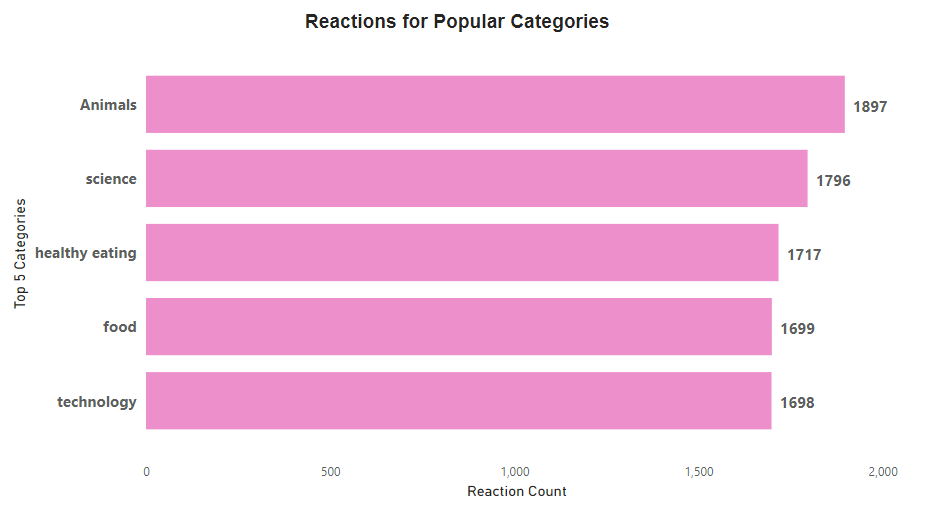 Reactions for Popular Categories
Top 5 Categories
Animals 1897
science 1796
healthy eating 1717
food 1699
technology 1698
0 500 1,000 1,500 2,000
Reaction Count